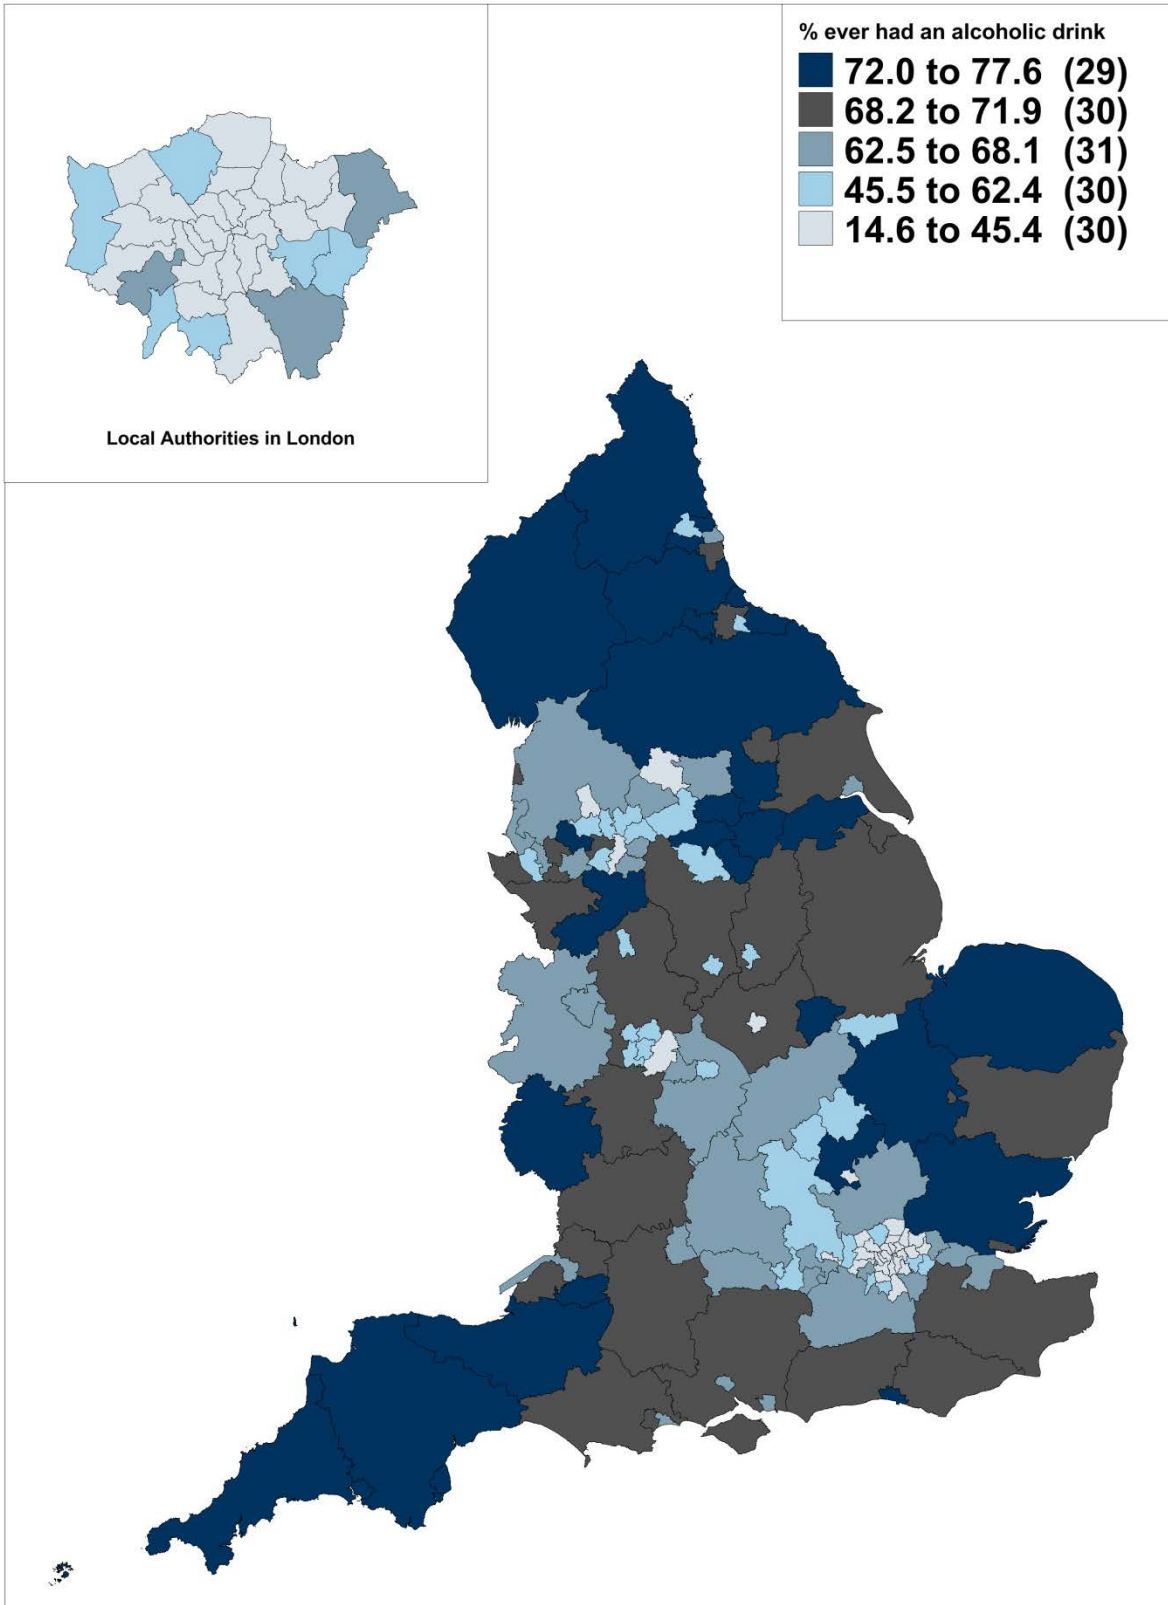 % ever had an alcoholic drink
72.0 to 77.6 (29)
68.2 to 71.9 (30)
62.5 to 68.1 (31)
45.5 to 62.4 (30)
14.6 to 45.4 (30)
Local Authorities in London